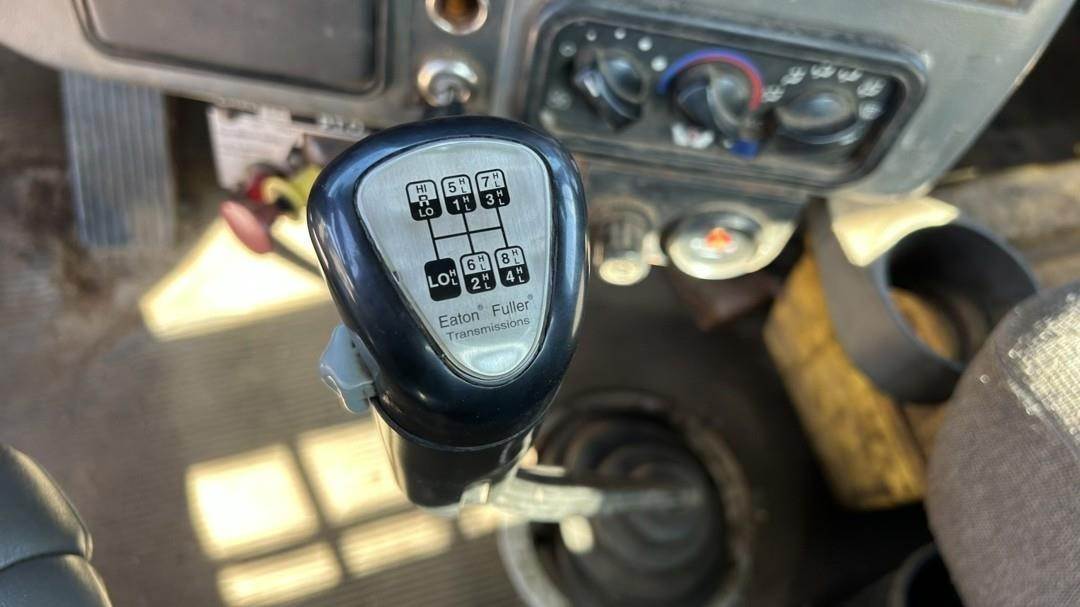 HI R LO 5 H L 1 H L 7 H L 3 H L
LO H L 6 H L 2 H L 8 H L 4 H L
Eaton® Fuller®
Transmissions